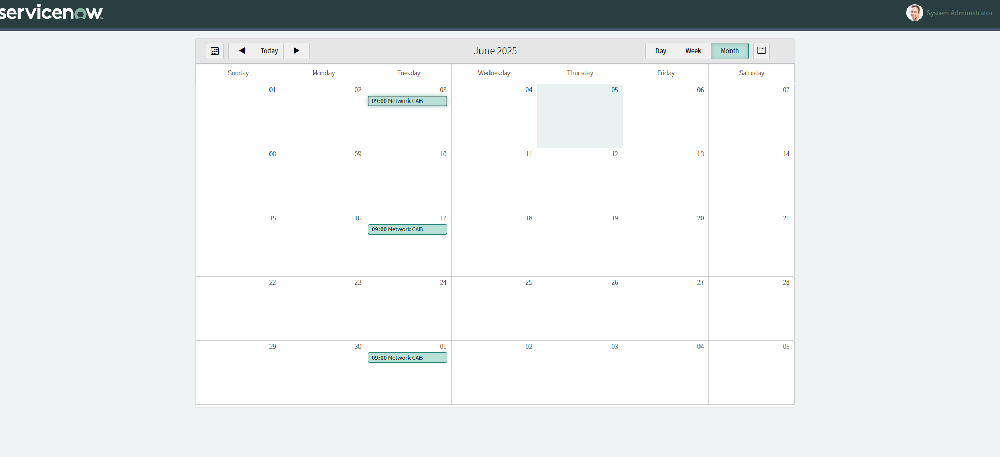 servicenow
System Administrator
Today
June 2025
Day Week Month
Sunday Monday Tuesday Wednesday Thursday Friday Saturday
01 02 03 04 05 06 07
09:00 Network CAB
08 09 10 11 12 13 14
15 16 17 18 19 20 21
09:00 Network CAB
22 23 24 25 26 27 28
29 30 01 02 03 04 05
09:00 Network CAB